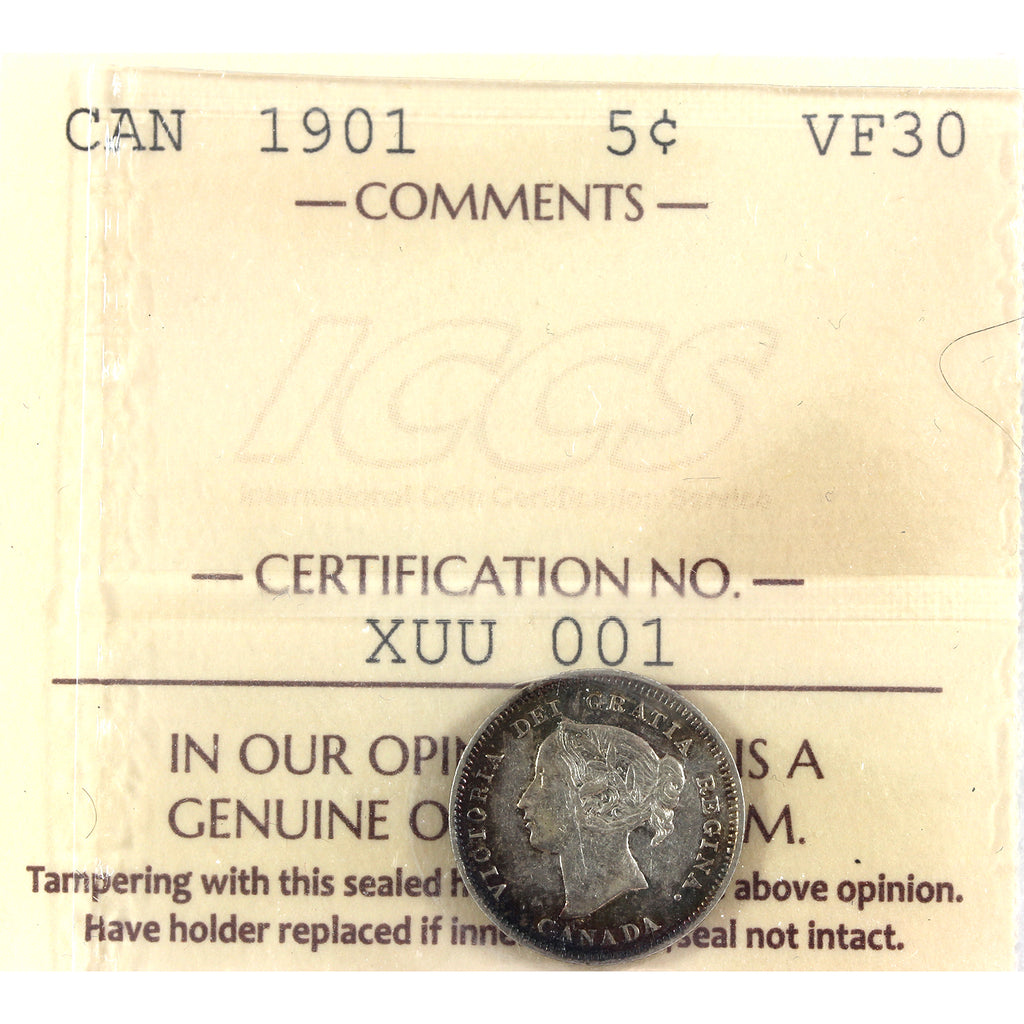 CAN 1901 5¢ VF30
— COMMENTS —
ICCS
International Coin Certification Service
— CERTIFICATION NO. —
XUU 001
IN OUR OPI IS A
GENUINE O M.
Tampering with this sealed h above opinion.
Have holder replaced if inne seal not intact.
VICTORIA DEI GRATIA REGINA.
CANADA